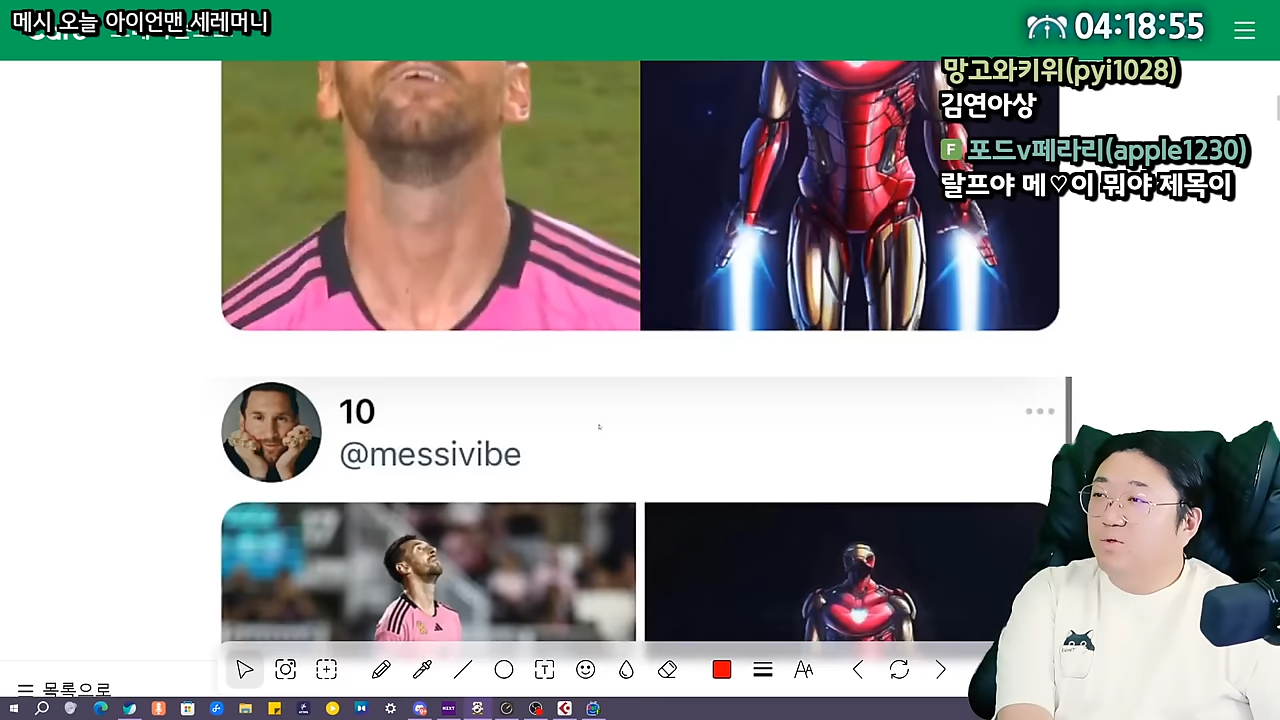 메시 오늘 아이언맨 세레머니
04:18:55
망고와키위(pyi1028)
김연아상
F 포드v페라리(apple1230)
랄프야 메♡이 뭐야 제목이
10
@messivibe
목록으로